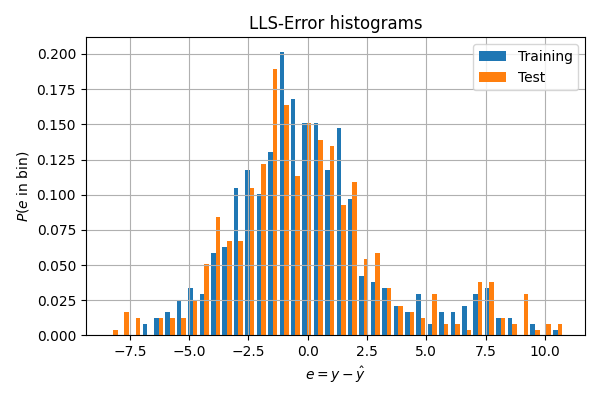 LLS-Error histograms
Training
Test
0.200
0.175
0.150
0.125
0.100
0.075
0.050
0.025
0.000
P(e in bin)
−7.5 −5.0 −2.5 0.0 2.5 5.0 7.5 10.0
e = y − ŷ